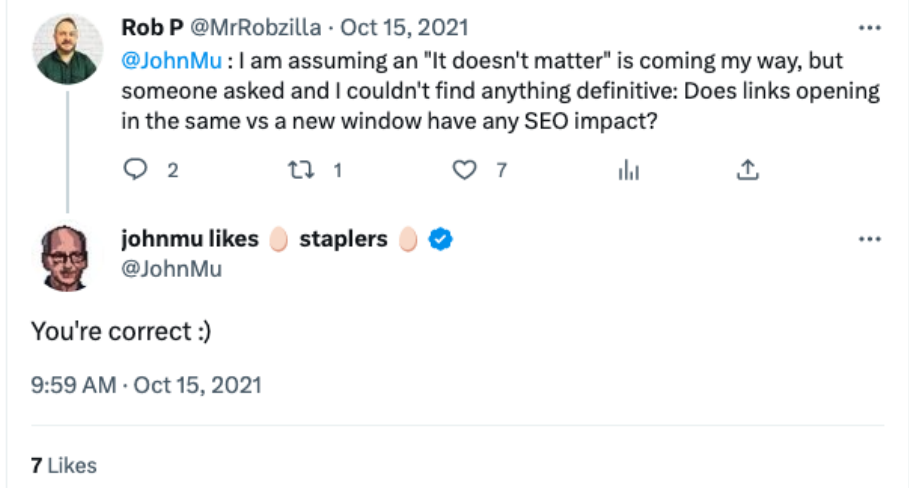 Rob P @MrRobzilla · Oct 15, 2021
@JohnMu : I am assuming an "It doesn't matter" is coming my way, but
someone asked and I couldn't find anything definitive: Does links opening
in the same vs a new window have any SEO impact?
2 1 7
johnmu likes 🥚 staplers 🥚
@JohnMu
You're correct :)
9:59 AM · Oct 15, 2021
7 Likes